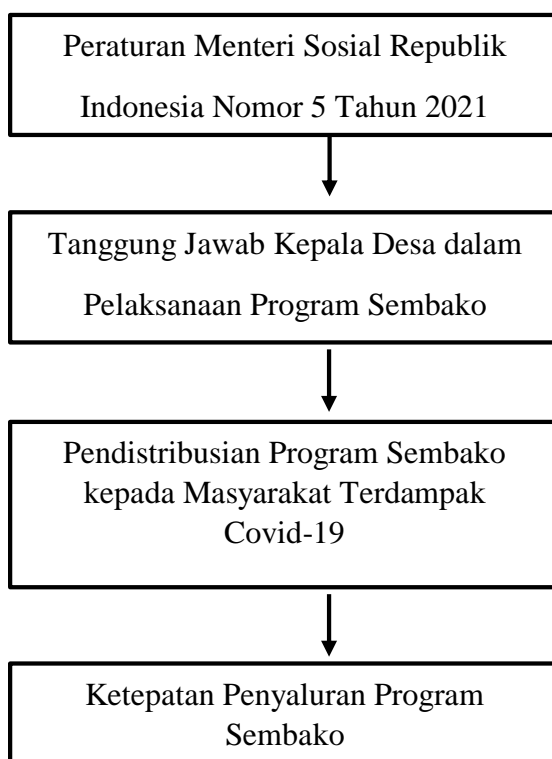 Peraturan Menteri Sosial Republik
Indonesia Nomor 5 Tahun 2021
Tanggung Jawab Kepala Desa dalam
Pelaksanaan Program Sembako
Pendistribusian Program Sembako
kepada Masyarakat Terdampak
Covid-19
Ketepatan Penyaluran Program
Sembako